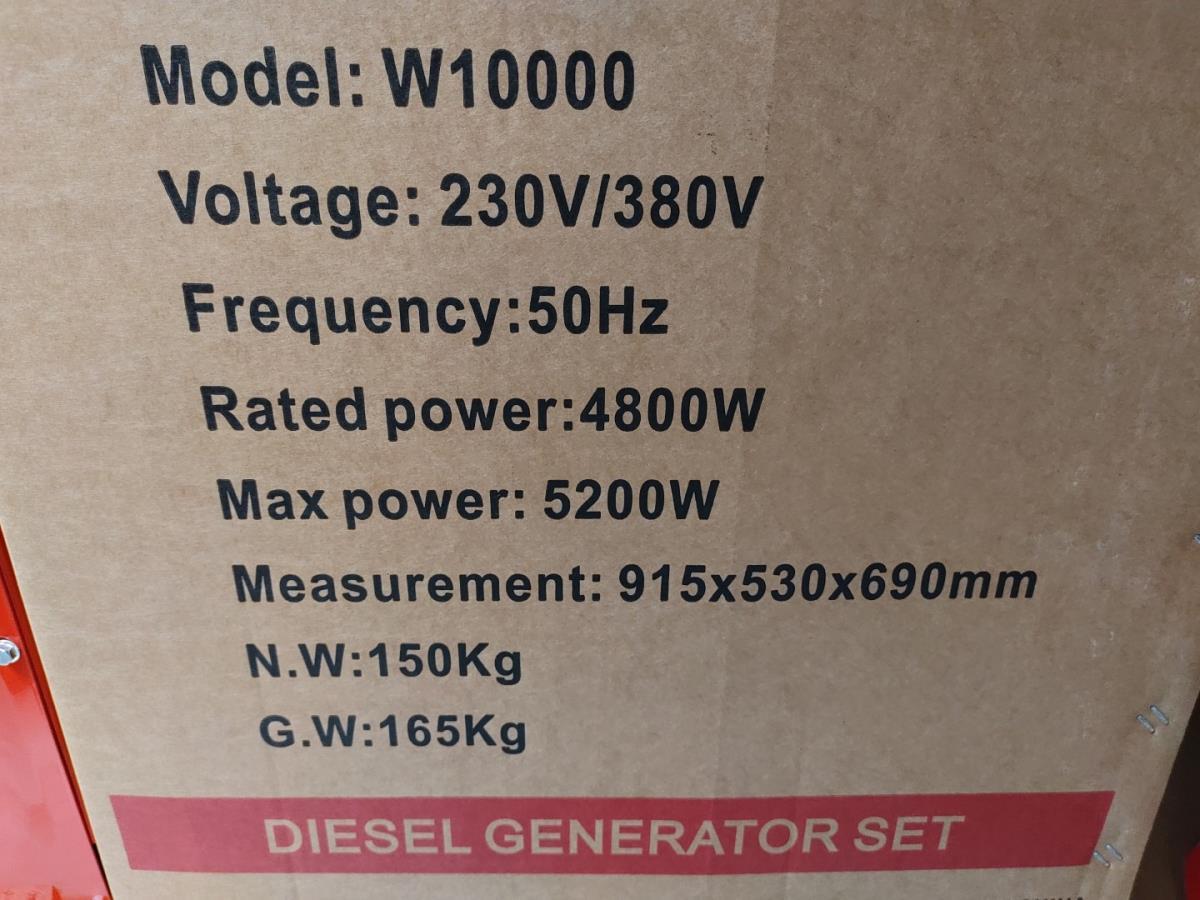 Model: W10000
Voltage: 230V/380V
Frequency:50Hz
Rated power:4800W
Max power: 5200W
Measurement: 915x530x690mm
N.W:150Kg
G.W:165Kg
DIESEL GENERATOR SET